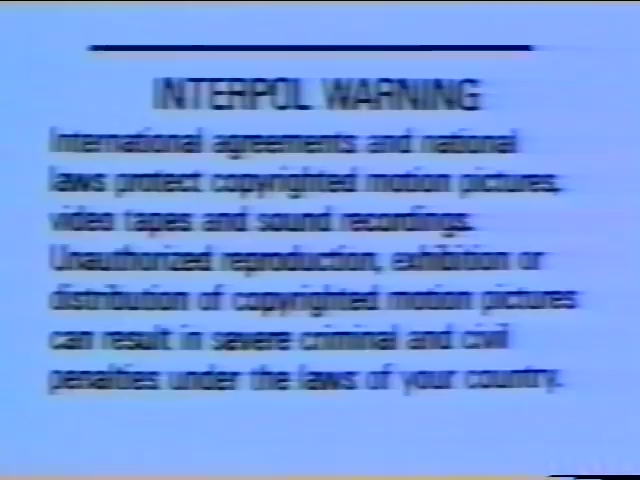 INTERPOL WARNING
International agreements and national
laws protect copyrighted motion pictures,
video tapes and sound recordings.
Unauthorized reproduction, exhibition or
distribution of copyrighted motion pictures
can result in severe criminal and civil
penalties under the laws of your country.